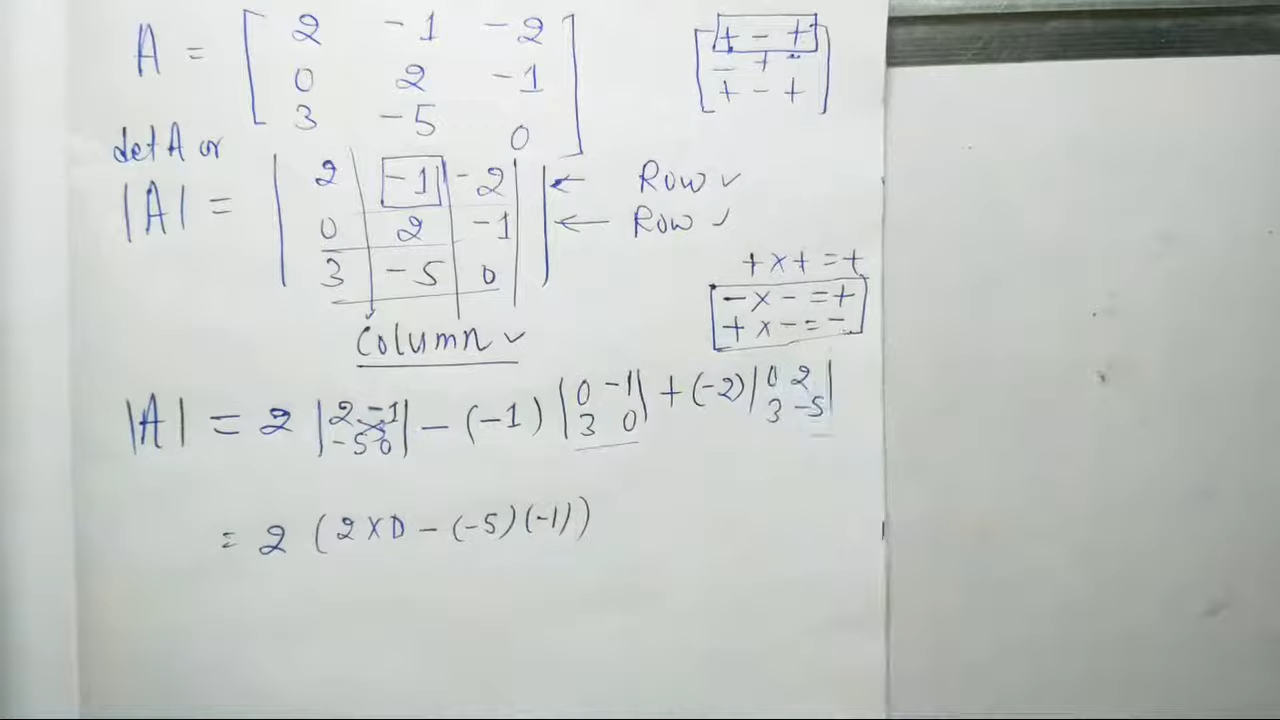 A = [ 2 -1 -2
0 2 -1
3 -5 0 ]
[ + - +
- + -
+ - + ]
det A or
|A| = | 2 -1 -2 | ← Row ✓
0 2 -1 ← Row ✓
3 -5 0
Column ✓
+ x + = +
- x - = +
+ x - = -
|A| = 2 |2 -1 -5 0| - (-1) |0 -1 3 0| + (-2) |0 2 3 -5|
= 2 (2x0 - (-5)(-1))